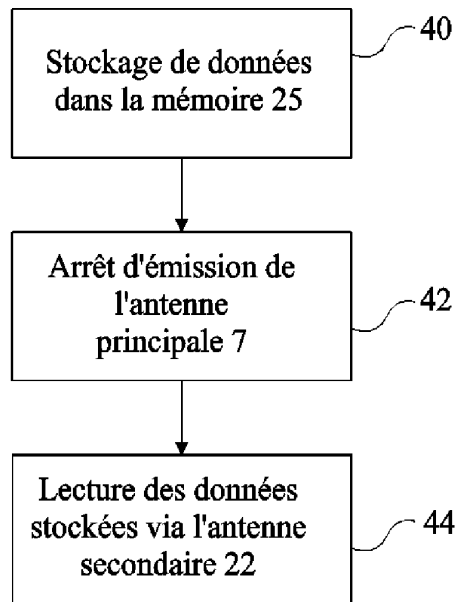 Stockage de données
dans la mémoire 25
40
Arrêt d'émission de
l'antenne
principale 7
42
Lecture des données
stockées via l'antenne
secondaire 22
44